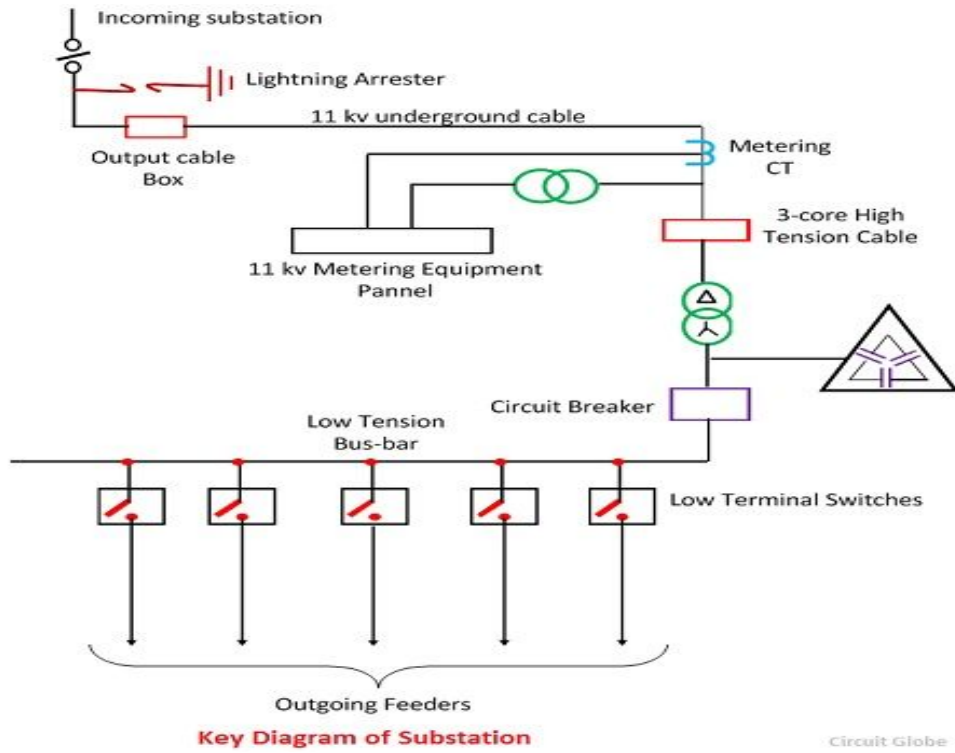 Incoming substation
Lightning Arrester
11 kv underground cable
Output cable
Box
Metering
CT
3-core High
Tension Cable
11 kv Metering Equipment
Pannel
Circuit Breaker
Low Tension
Bus-bar
Low Terminal Switches
Outgoing Feeders
Key Diagram of Substation
Circuit Globe